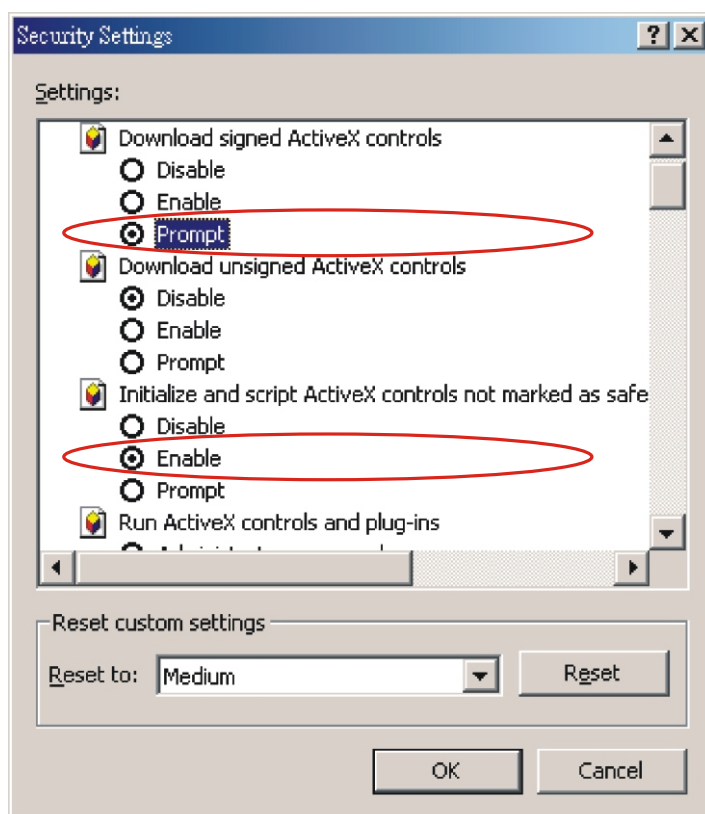 Security Settings
Settings:
Download signed ActiveX controls
Disable
Enable
Prompt
Download unsigned ActiveX controls
Disable
Enable
Prompt
Initialize and script ActiveX controls not marked as safe
Disable
Enable
Prompt
Run ActiveX controls and plug-ins
Reset custom settings
Reset to:
Medium
Reset
OK
Cancel